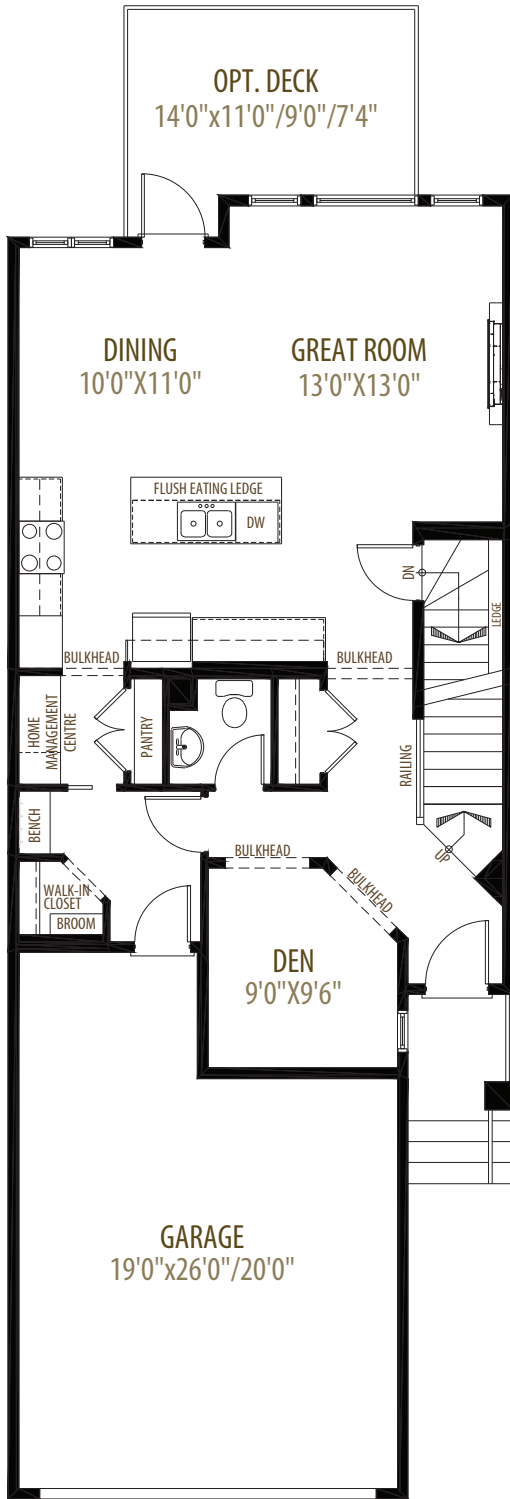 OPT. DECK
14'0"x11'0"/9'0"/7'4"
DINING
10'0"X11'0"
GREAT ROOM
13'0"X13'0"
FLUSH EATING LEDGE
DW
DN
LEDGE
BULKHEAD
BULKHEAD
HOME
MANAGEMENT
CENTRE
PANTRY
RAILING
BENCH
UP
BULKHEAD
BULKHEAD
WALK-IN
CLOSET
BROOM
DEN
9'0"X9'6"
GARAGE
19'0"x26'0"/20'0"